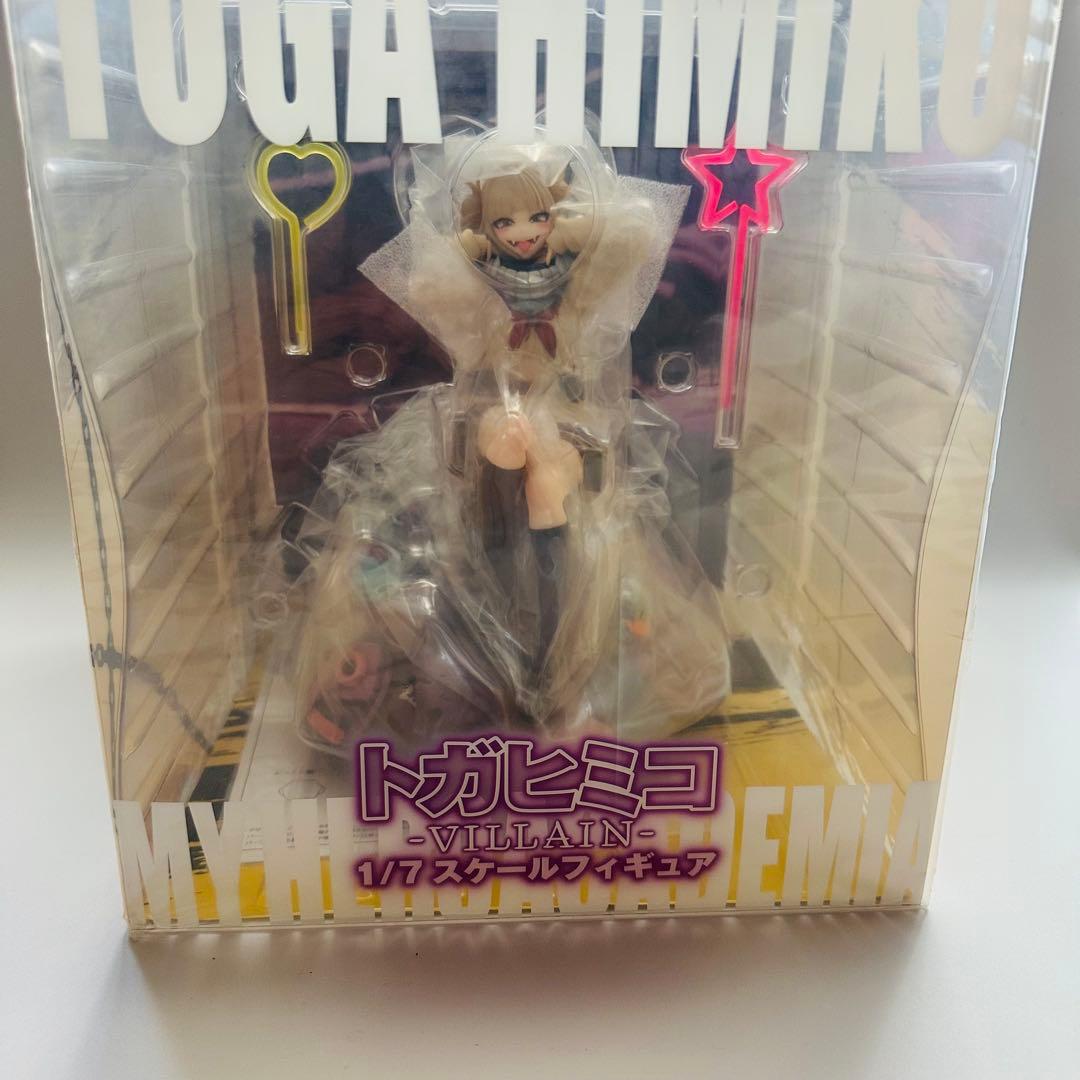 TOGA HIMIKO
トガヒミコ
-VILLAIN-
1/7 スケールフィギュア
MY HERO ACADEMIA